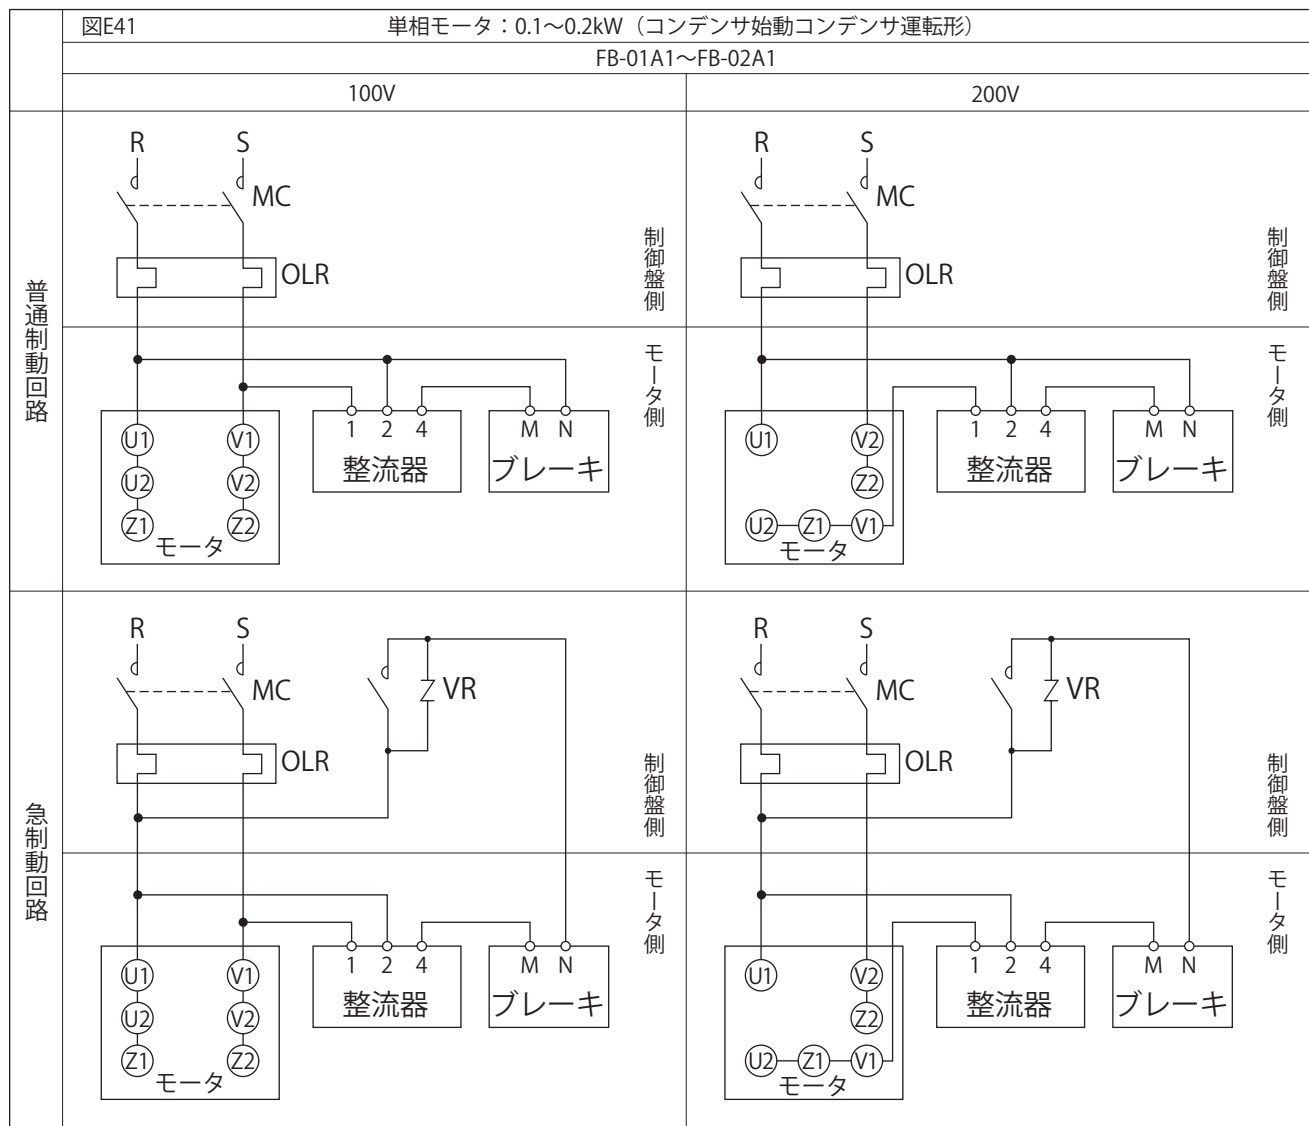 図E41 単相モータ：0.1～0.2kW（コンデンサ始動コンデンサ運転形）
FB-01A1～FB-02A1
100V 200V
普通制動回路
R S
MC
OLR
制御盤側
モータ側
1 2 4 M N
U1 V1
整流器 ブレーキ
U2 V2
Z1 Z2
モータ
R S
MC
OLR
制御盤側
モータ側
1 2 4 M N
U1 V2
整流器 ブレーキ
Z2
U2 Z1 V1
モータ
急制動回路
R S
MC VR
OLR
制御盤側
モータ側
1 2 4 M N
U1 V1
整流器 ブレーキ
U2 V2
Z1 Z2
モータ
R S
MC VR
OLR
制御盤側
モータ側
1 2 4 M N
U1 V2
整流器 ブレーキ
Z2
U2 Z1 V1
モータ